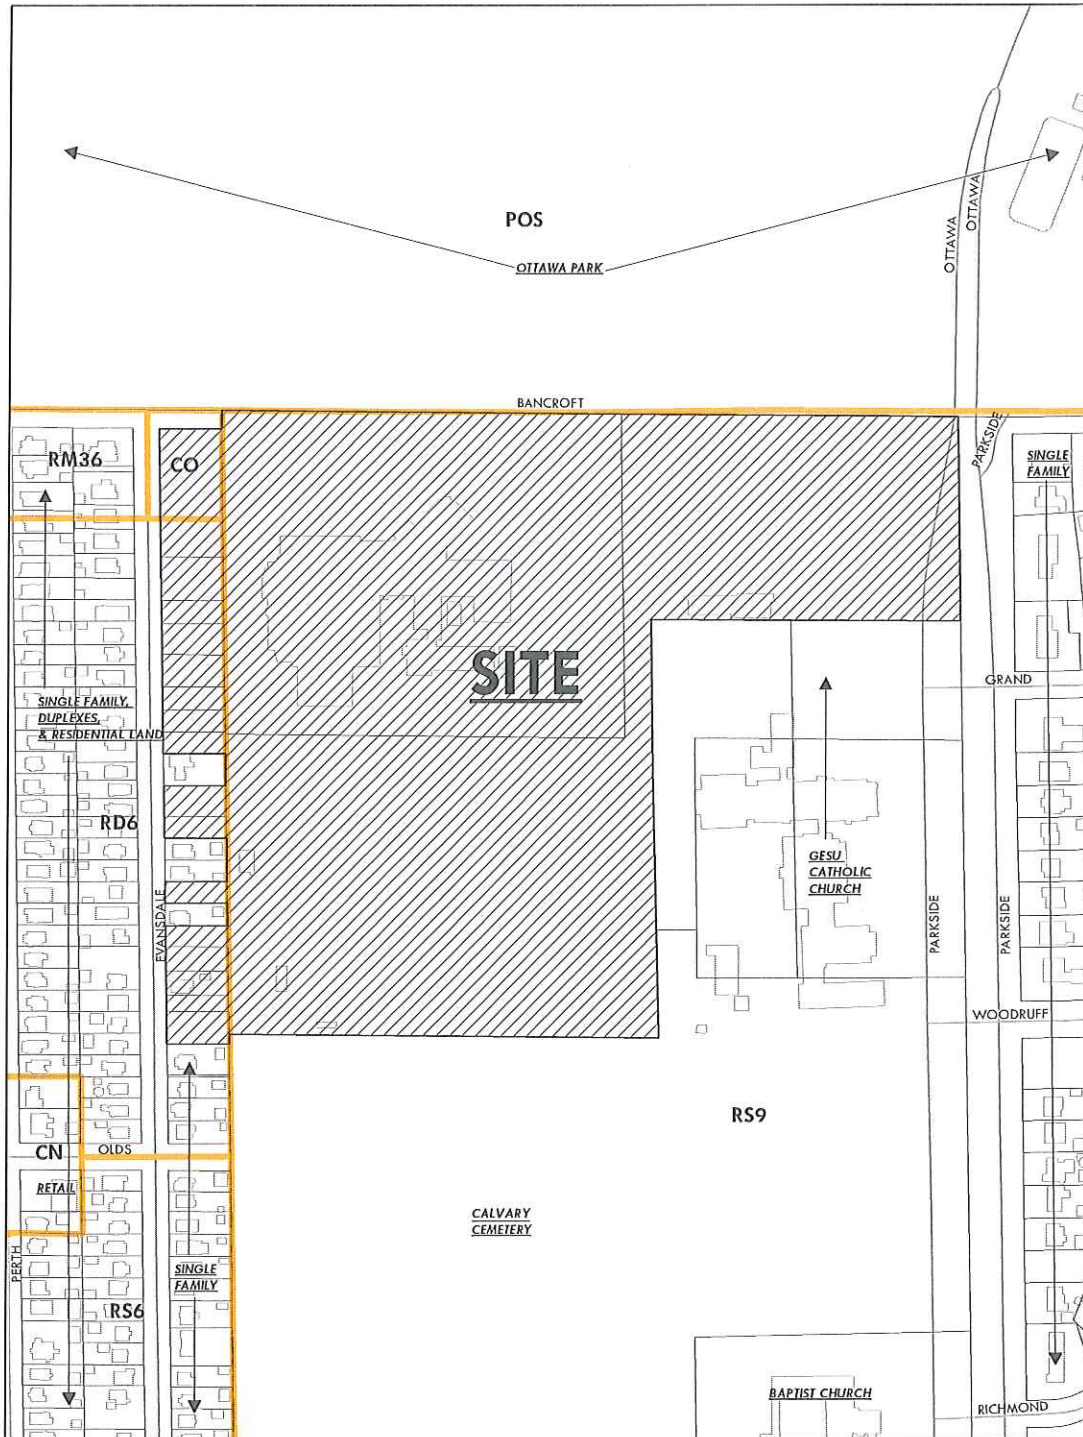 OTTAWA
OTTAWA
POS
OTTAWA PARK
BANCROFT
PARKSIDE
RM36
CO
SINGLE
FAMILY
SITE
GRAND
SINGLE FAMILY,
DUPLEXES,
& RESIDENTIAL LAND
RD6
GESU
CATHOLIC
CHURCH
EVANSDALE
PARKSIDE
PARKSIDE
WOODRUFF
RS9
CN
OLDS
RETAIL
CALVARY
CEMETERY
PERTH
SINGLE
FAMILY
RS6
BAPTIST CHURCH
RICHMOND